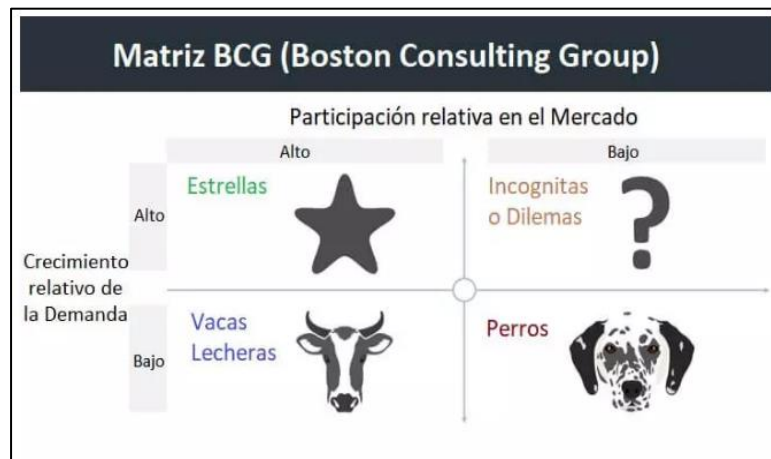 Matriz BCG (Boston Consulting Group)
Participación relativa en el Mercado
Alto
Bajo
Crecimiento
relativo de
la Demanda
Alto
Estrellas
Incognitas
o Dilemas
?
Bajo
Vacas
Lecheras
Perros